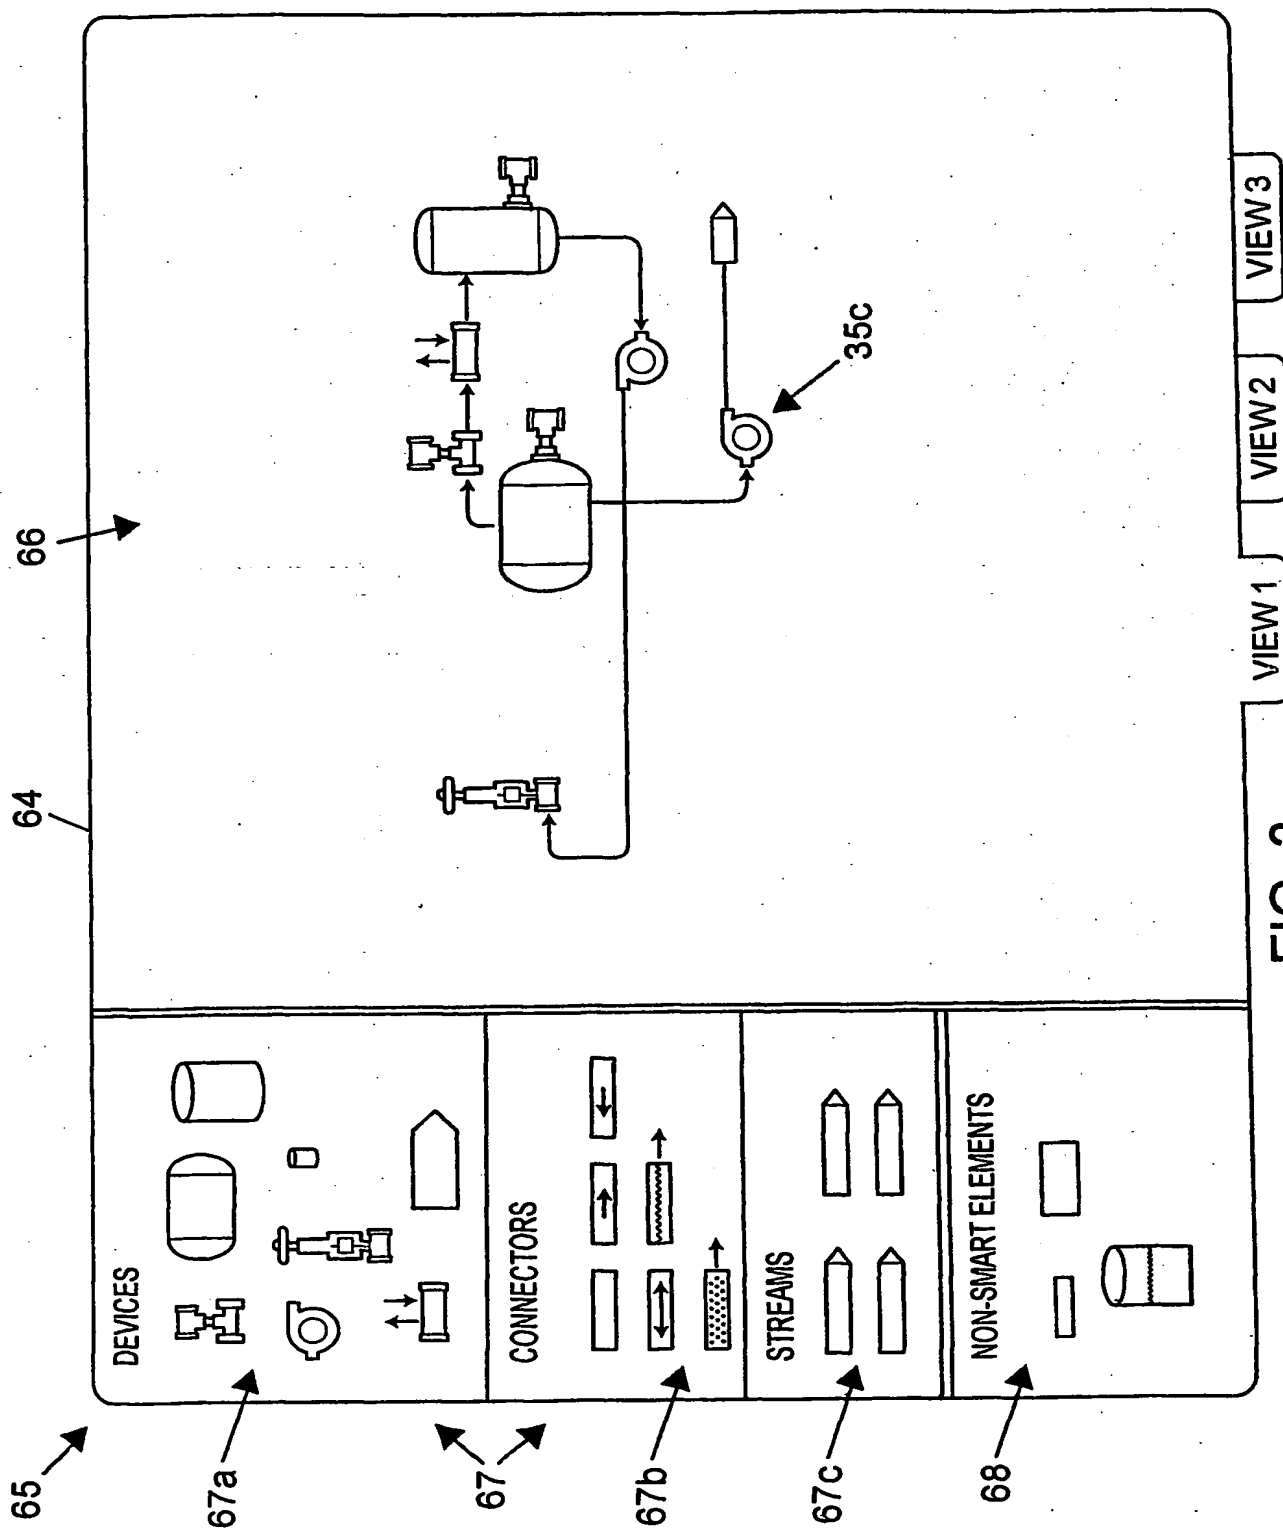 65
64
66
DEVICES
67a
67
CONNECTORS
67b
STREAMS
67c
NON-SMART ELEMENTS
68
35c
VIEW 1
VIEW 2
VIEW 3
FIG.